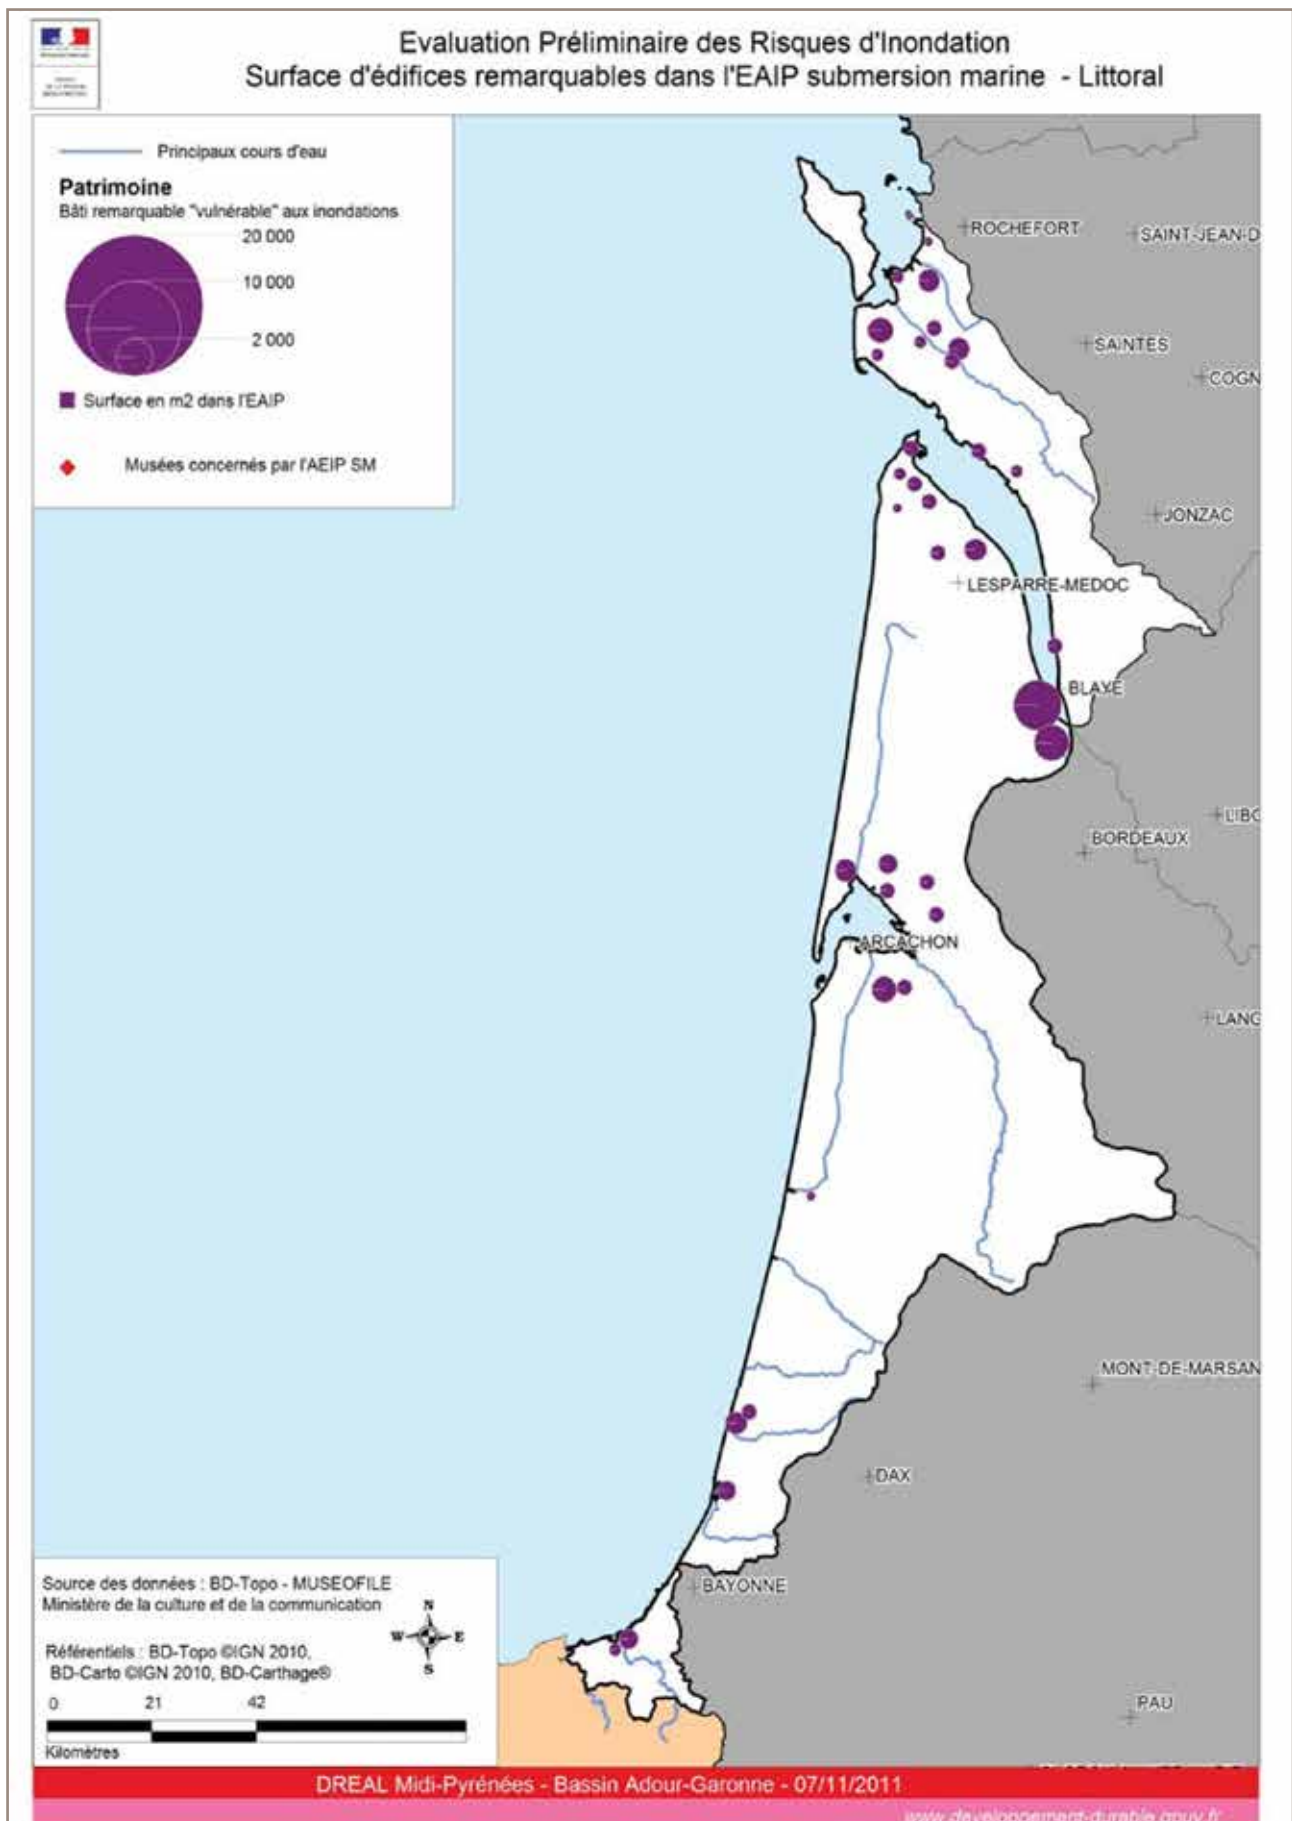 Evaluation Préliminaire des Risques d'Inondation
Surface d'édifices remarquables dans l'EAIP submersion marine - Littoral
Principaux cours d'eau
Patrimoine
Bâti remarquable "vulnérable" aux inondations
20 000
10 000
2 000
Surface en m2 dans l'EAIP
Musées concernés par l'AEIP SM
ROCHEFORT
SAINT-JEAN-D
SAINTES
COGN
JONZAC
LESPARRE-MEDOC
BLAYE
LIBO
BORDEAUX
ARCACHON
LANG
MONT-DE-MARSAN
DAX
BAYONNE
PAU
Source des données : BD-Topo - MUSEOFILE
Ministère de la culture et de la communication
N
W E
S
Référentiels : BD-Topo ©IGN 2010,
BD-Carto ©IGN 2010, BD-Carthage®
0 21 42
Kilomètres
DREAL Midi-Pyrénées - Bassin Adour-Garonne - 07/11/2011
www.developpement-durable.gouv.fr